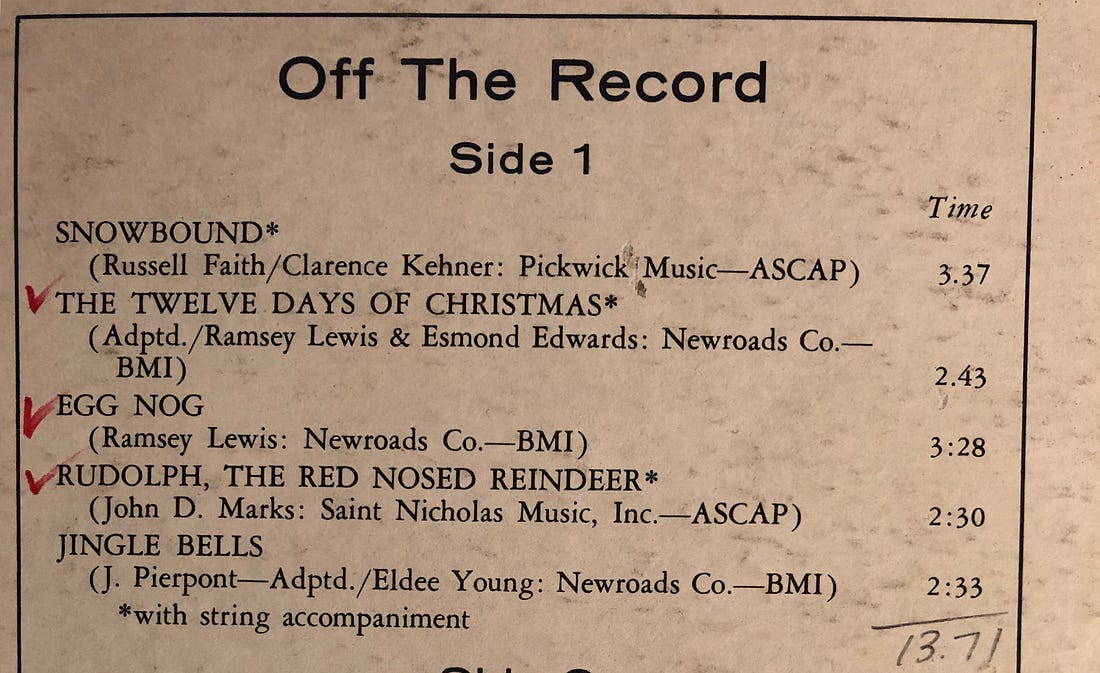 Off The Record
Side 1
Time
SNOWBOUND*
(Russell Faith/Clarence Kehner: Pickwick Music—ASCAP) 3.37
THE TWELVE DAYS OF CHRISTMAS*
(Adptd./Ramsey Lewis & Esmond Edwards: Newroads Co.—
BMI) 2.43
EGG NOG
(Ramsey Lewis: Newroads Co.—BMI) 3:28
RUDOLPH, THE RED NOSED REINDEER*
(John D. Marks: Saint Nicholas Music, Inc.—ASCAP) 2:30
JINGLE BELLS
(J. Pierpont—Adptd./Eldee Young: Newroads Co.—BMI) 2:33
*with string accompaniment
13.71